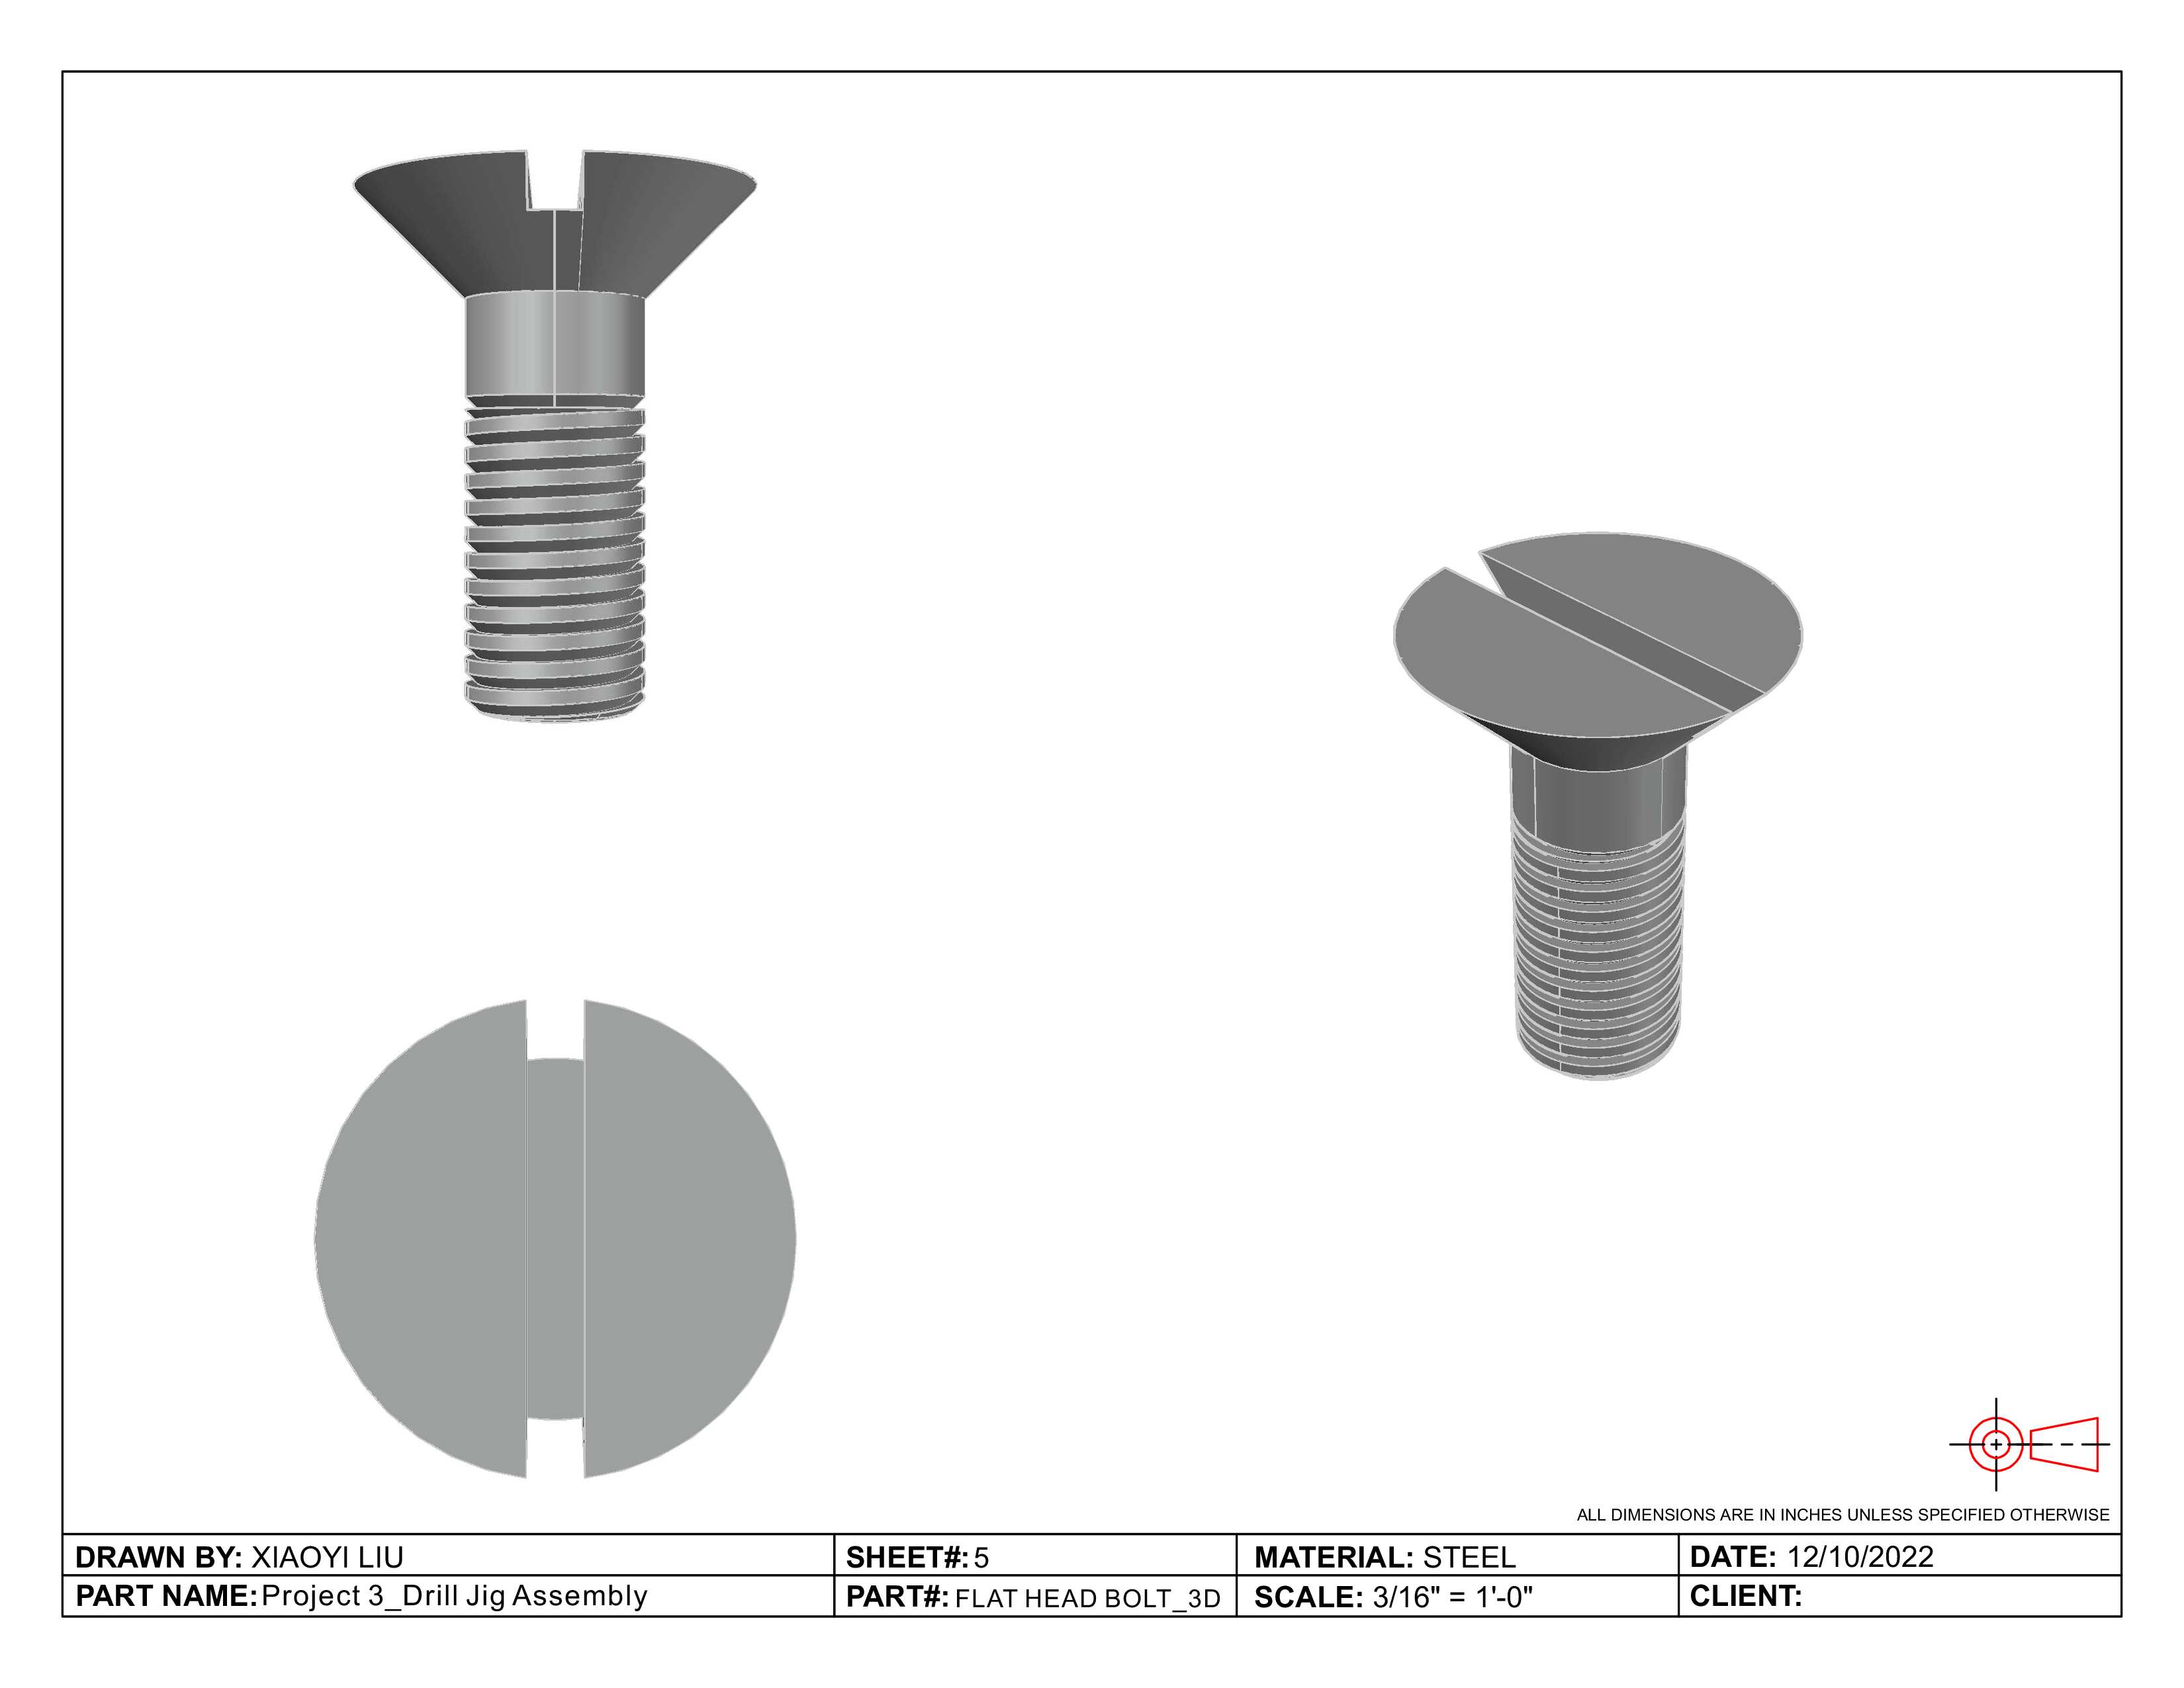 ALL DIMENSIONS ARE IN INCHES UNLESS SPECIFIED OTHERWISE
DRAWN BY: XIAOYI LIU
SHEET#: 5
MATERIAL: STEEL
DATE: 12/10/2022
PART NAME: Project 3_Drill Jig Assembly
PART#: FLAT HEAD BOLT_3D
SCALE: 3/16" = 1'-0"
CLIENT: